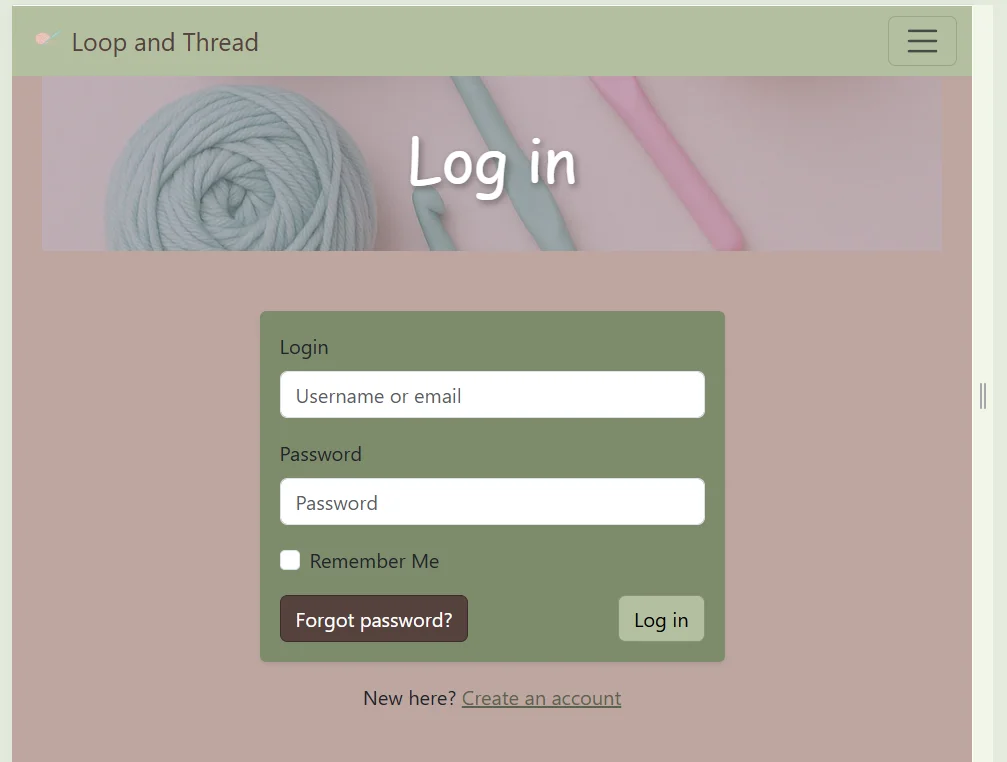 Loop and Thread
Log in
Login
Username or email
Password
Password
Remember Me
Forgot password? Log in
New here? Create an account